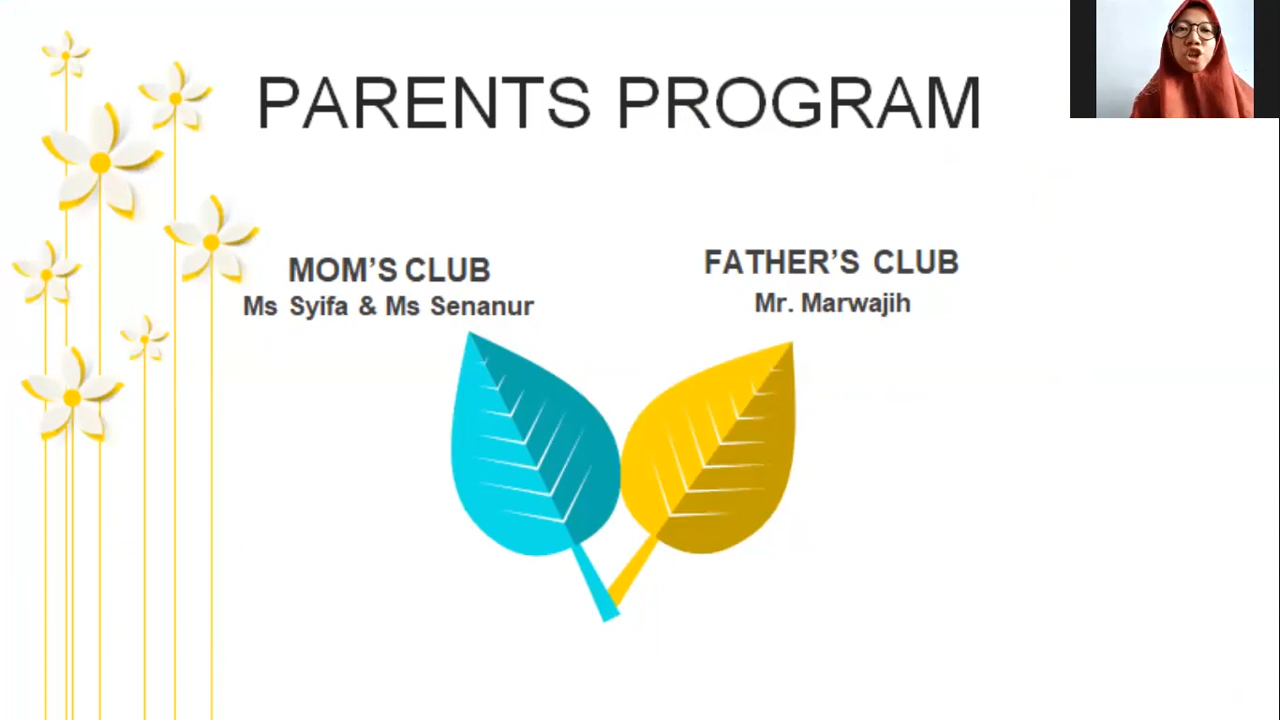 PARENTS PROGRAM
MOM’S CLUB
Ms Syifa & Ms Senanur
FATHER’S CLUB
Mr. Marwajih